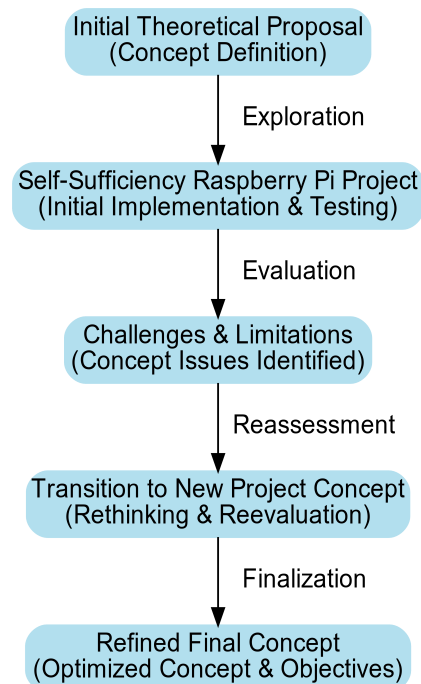 Initial Theoretical Proposal
(Concept Definition)
Exploration
Self-Sufficiency Raspberry Pi Project
(Initial Implementation & Testing)
Evaluation
Challenges & Limitations
(Concept Issues Identified)
Reassessment
Transition to New Project Concept
(Rethinking & Reevaluation)
Finalization
Refined Final Concept
(Optimized Concept & Objectives)